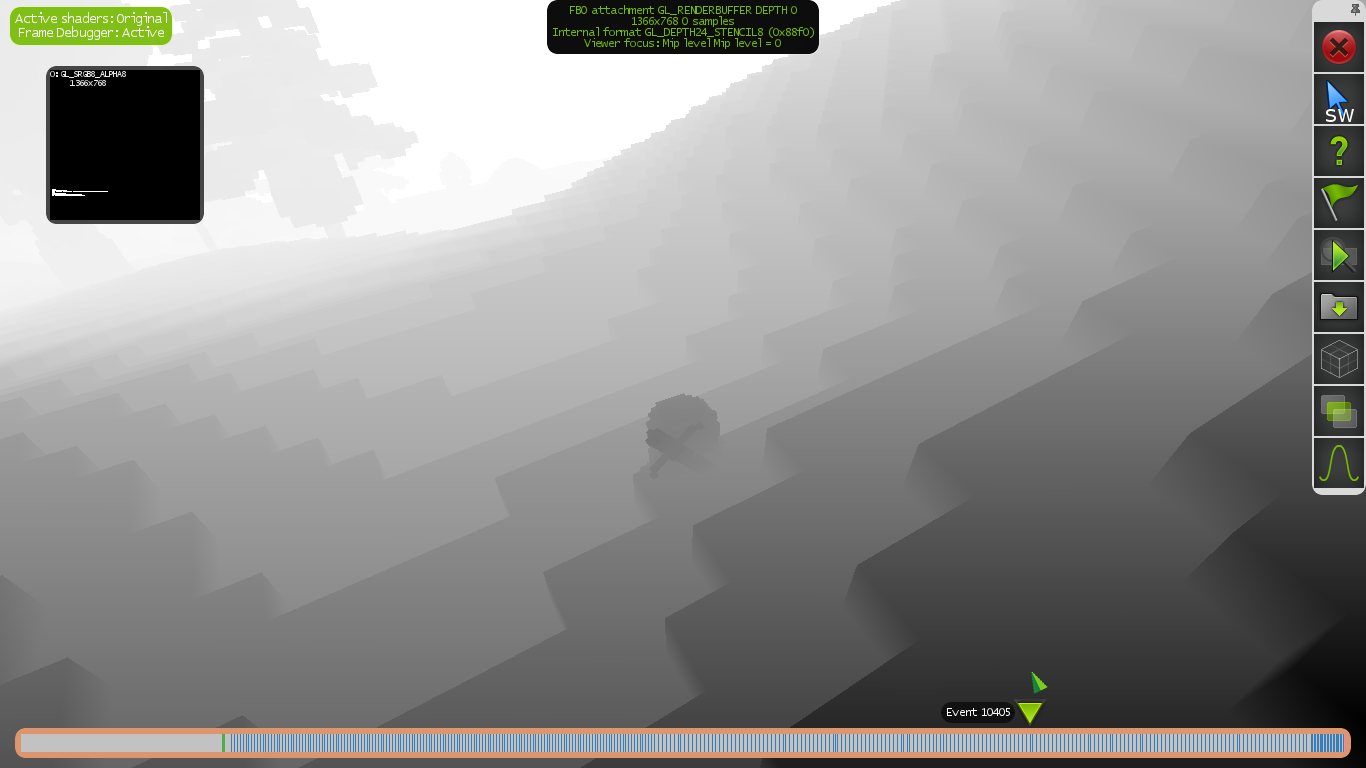 Active shaders: Original
Frame Debugger: Active
FBO attachment GL_RENDERBUFFER DEPTH 0
1366x768 0 samples
Internal format GL_DEPTH24_STENCIL8 (0x88f0)
Viewer focus: Mip level Mip level = 0
0: GL_SRGB8_ALPHA8
1366x768
SW
?
Event 10405